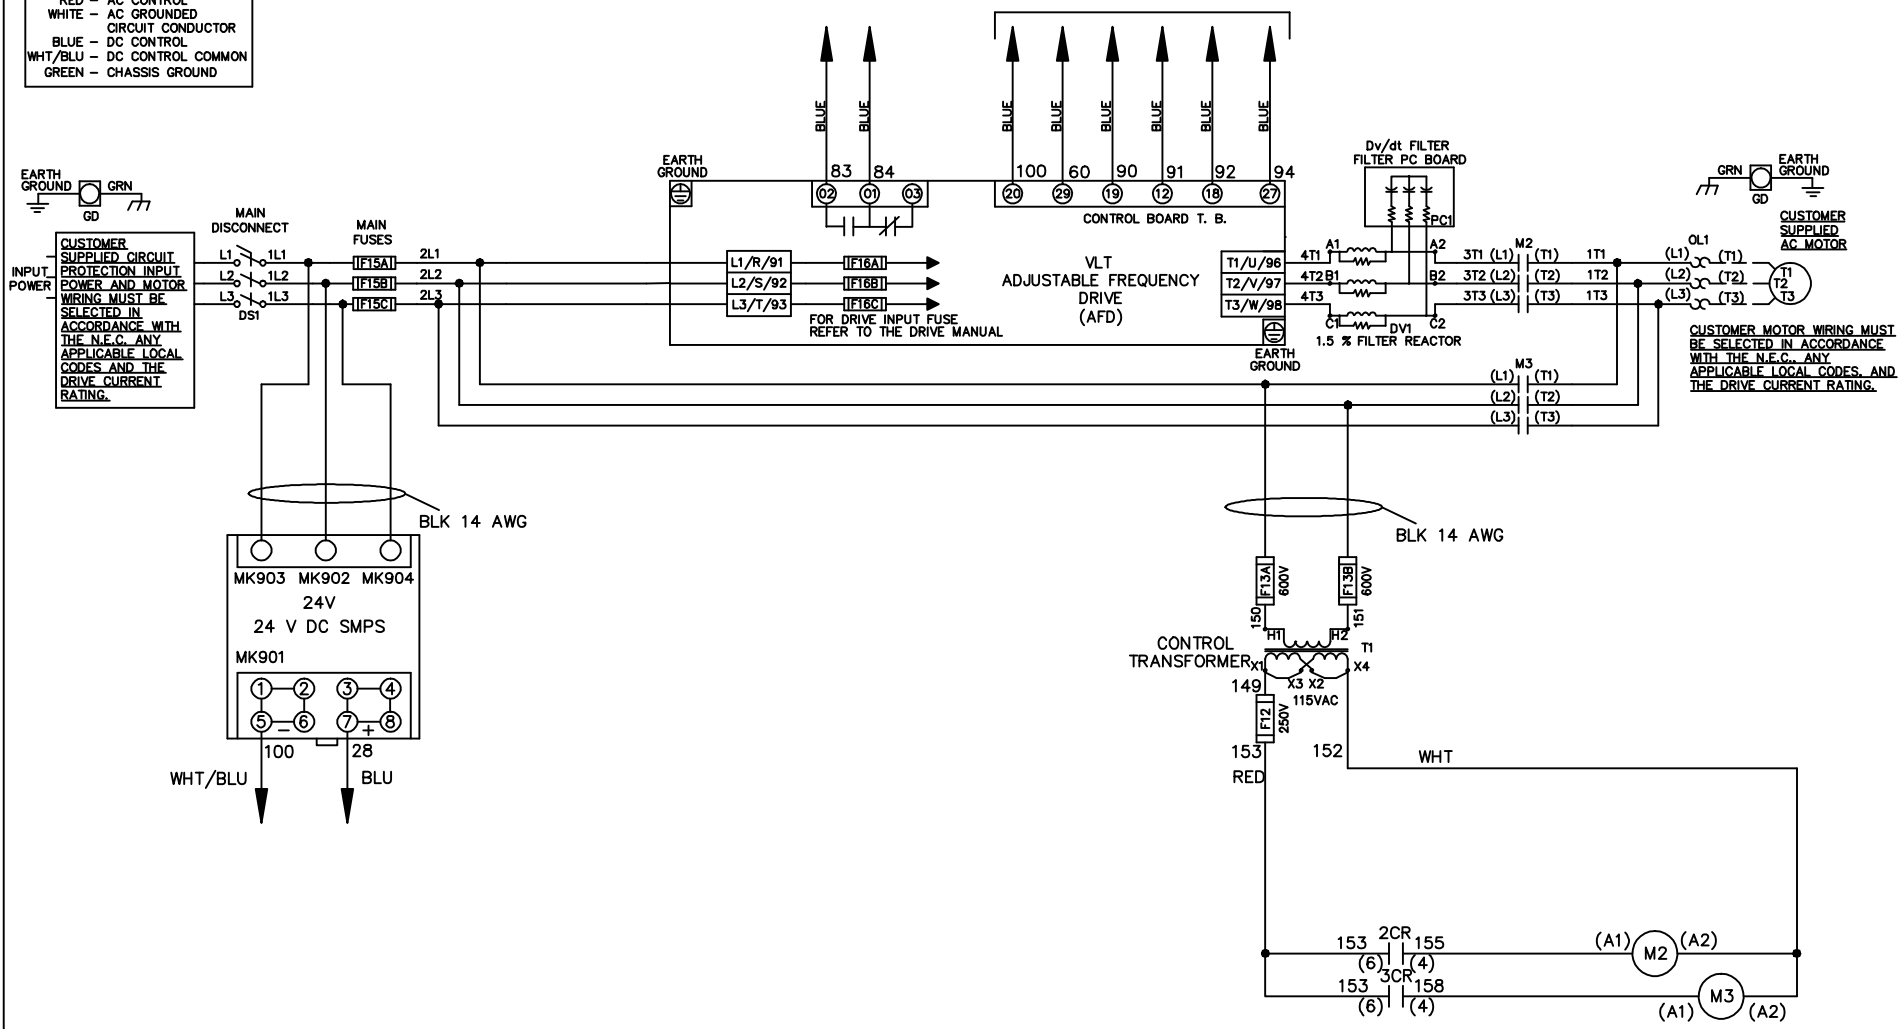 RED – AC CONTROL
WHITE – AC GROUNDED
CIRCUIT CONDUCTOR
BLUE – DC CONTROL
WHT/BLU – DC CONTROL COMMON
GREEN – CHASSIS GROUND
BLUE
BLUE
BLUE
BLUE
BLUE
BLUE
BLUE
BLUE
EARTH
GROUND
GRN
GD
EARTH
GROUND
83
84
02
01
03
100
60
90
91
92
94
20
29
19
12
18
27
CONTROL BOARD T. B.
Dv/dt FILTER
FILTER PC BOARD
PC1
GRN
EARTH
GROUND
GD
CUSTOMER
SUPPLIED
AC MOTOR
INPUT
POWER
CUSTOMER
SUPPLIED CIRCUIT
PROTECTION INPUT
POWER AND MOTOR
WIRING MUST BE
SELECTED IN
ACCORDANCE WITH
THE N.E.C. ANY
APPLICABLE LOCAL
CODES AND THE
DRIVE CURRENT
RATING.
MAIN
DISCONNECT
L1
1L1
L2
1L2
L3
1L3
DS1
MAIN
FUSES
F15A
F15B
F15C
2L1
2L2
2L3
L1/R/91
L2/S/92
L3/T/93
F16A
F16B
F16C
FOR DRIVE INPUT FUSE
REFER TO THE DRIVE MANUAL
VLT
ADJUSTABLE FREQUENCY
DRIVE
(AFD)
T1/U/96
T2/V/97
T3/W/98
EARTH
GROUND
4T1
4T2
4T3
A1
A2
B1
B2
C1
C2
DV1
1.5 % FILTER REACTOR
M2
3T1 (L1) (T1) 1T1
3T2 (L2) (T2) 1T2
3T3 (L3) (T3) 1T3
OL1
(L1) (T1)
(L2) (T2)
(L3) (T3)
T1
T2
T3
CUSTOMER MOTOR WIRING MUST
BE SELECTED IN ACCORDANCE
WITH THE N.E.C., ANY
APPLICABLE LOCAL CODES, AND
THE DRIVE CURRENT RATING.
M3
(L1) (T1)
(L2) (T2)
(L3) (T3)
BLK 14 AWG
MK903 MK902 MK904
24V
24 V DC SMPS
MK901
1 2 3 4
5 6 7 8
– +
100
28
WHT/BLU
BLU
BLK 14 AWG
F13A
600V
F13B
600V
150
151
H1
H2
T1
CONTROL
TRANSFORMER
X1
X4
X3 X2
115VAC
149
F12
250V
153
RED
152
WHT
2CR
153 155
(6) (4)
(A1) M2 (A2)
3CR
153 158
(6) (4)
(A1) M3 (A2)